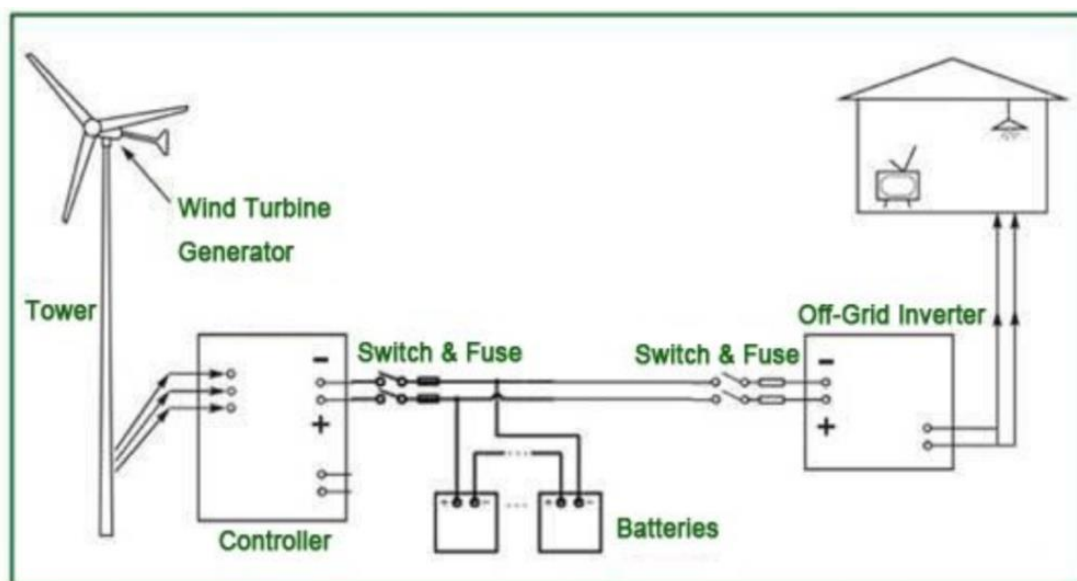 Wind Turbine
Generator
Tower
Off-Grid Inverter
Switch & Fuse
Switch & Fuse
-
-
+
+
+ -
+ -
Batteries
Controller